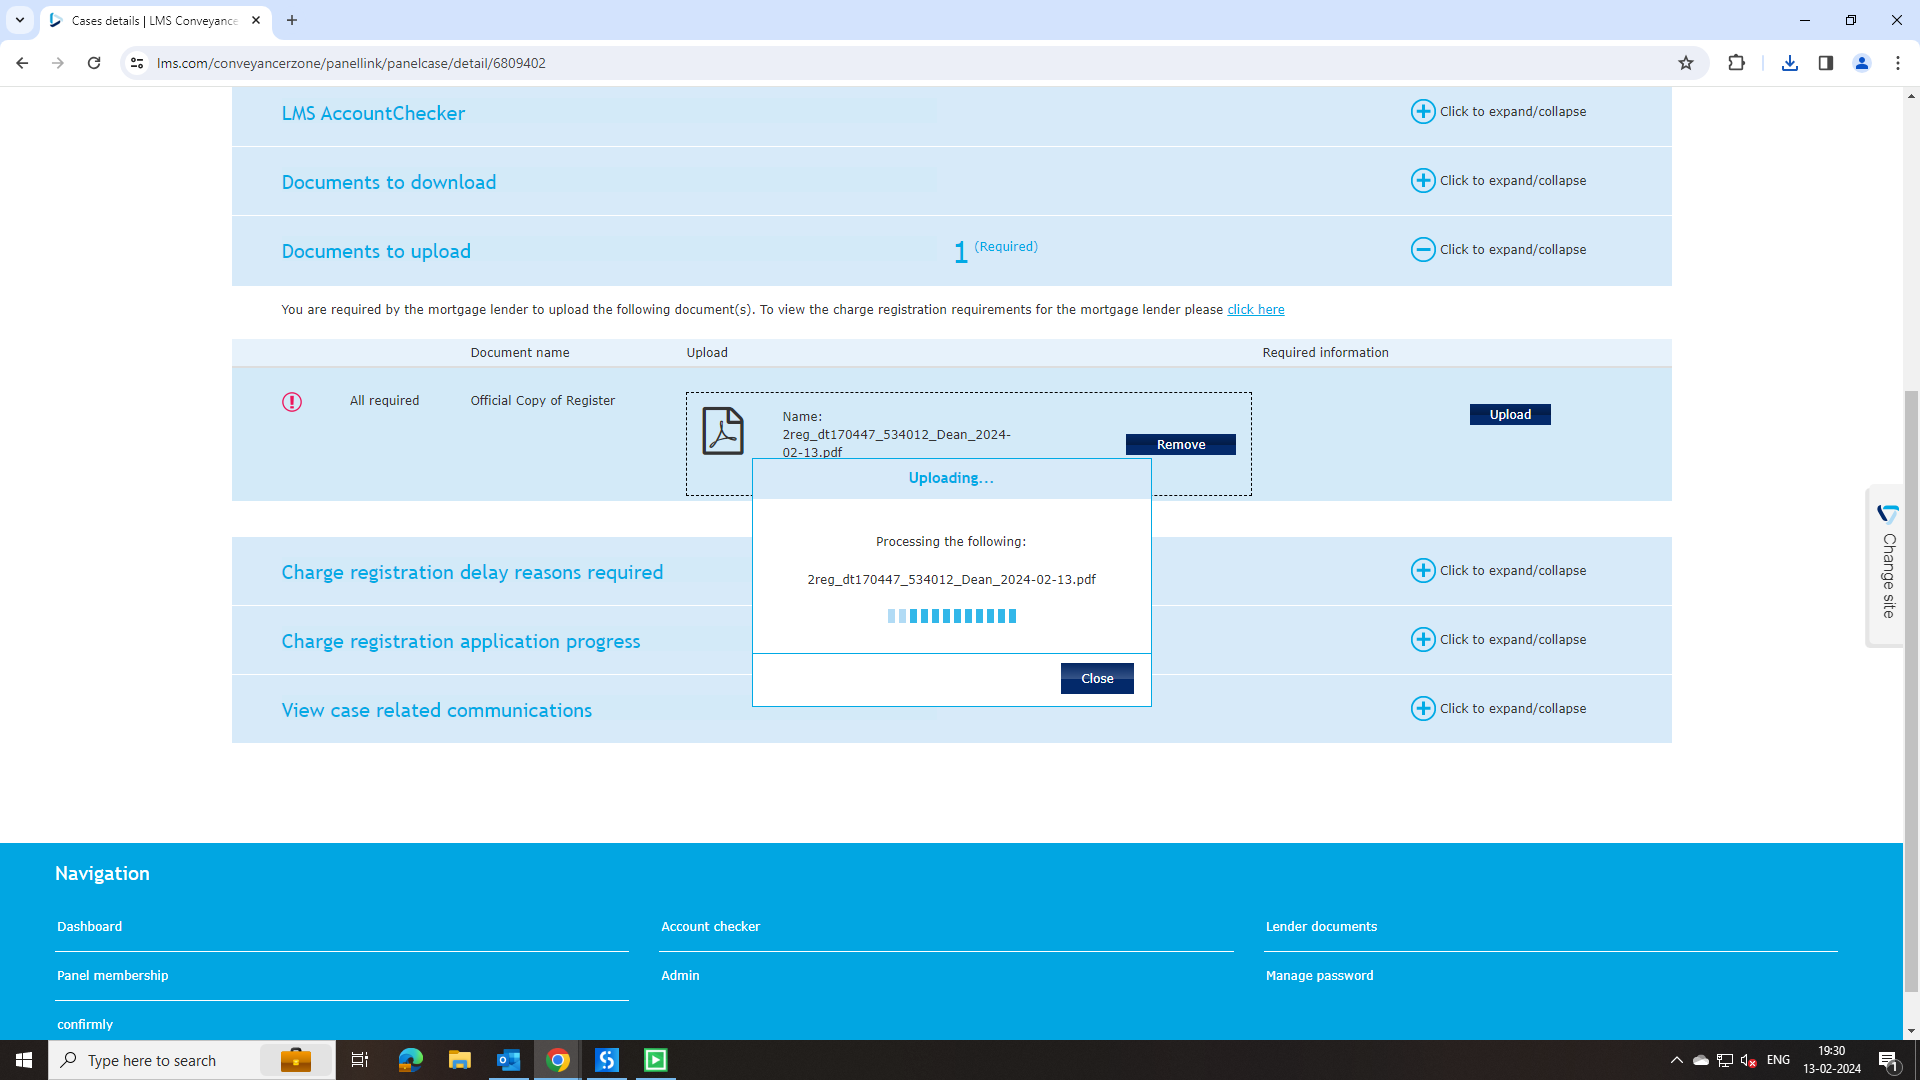 Cases details | LMS Conveyance
lms.com/conveyancerzone/panellink/panelcase/detail/6809402
LMS AccountChecker
Click to expand/collapse
Documents to download
Click to expand/collapse
Documents to upload
1 (Required)
Click to expand/collapse
You are required by the mortgage lender to upload the following document(s). To view the charge registration requirements for the mortgage lender please click here
Document name Upload Required information
All required
Official Copy of Register
Name:
2reg_dt170447_534012_Dean_2024-
02-13.pdf
Remove
Upload
Uploading...
Processing the following:
2reg_dt170447_534012_Dean_2024-02-13.pdf
Close
Charge registration delay reasons required
Click to expand/collapse
Charge registration application progress
Click to expand/collapse
View case related communications
Click to expand/collapse
Change site
Navigation
Dashboard
Account checker
Lender documents
Panel membership
Admin
Manage password
confirmly
Type here to search
ENG
19:30
13-02-2024
1